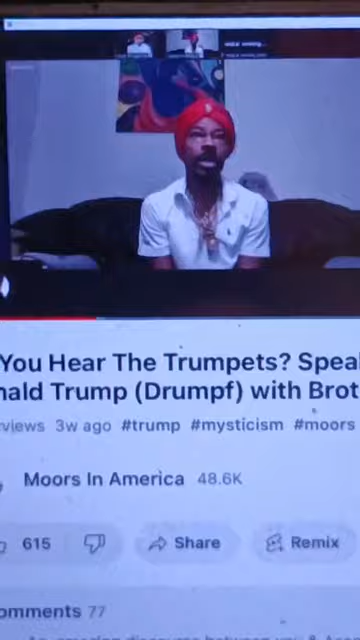 You Hear The Trumpets? Speal
nald Trump (Drumpf) with Brot
views 3w ago #trump #mysticism #moors
Moors In America 48.6K
615 Share Remix
omments 77